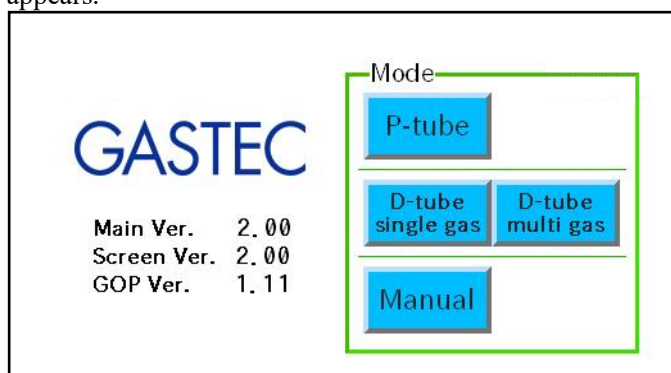 appears.
GASTEC
Main Ver. 2.00
Screen Ver. 2.00
GOP Ver. 1.11
Mode
P-tube
D-tube
single gas
D-tube
multi gas
Manual